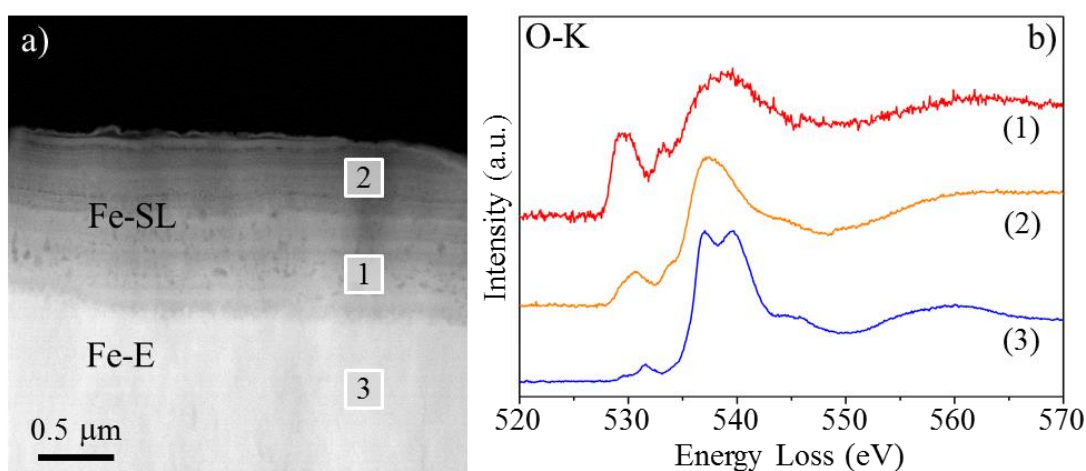 a)
2
Fe-SL
1
Fe-E
3
0.5 μm
O-K
b)
(1)
(2)
(3)
Intensity (a.u.)
520 530 540 550 560 570
Energy Loss (eV)